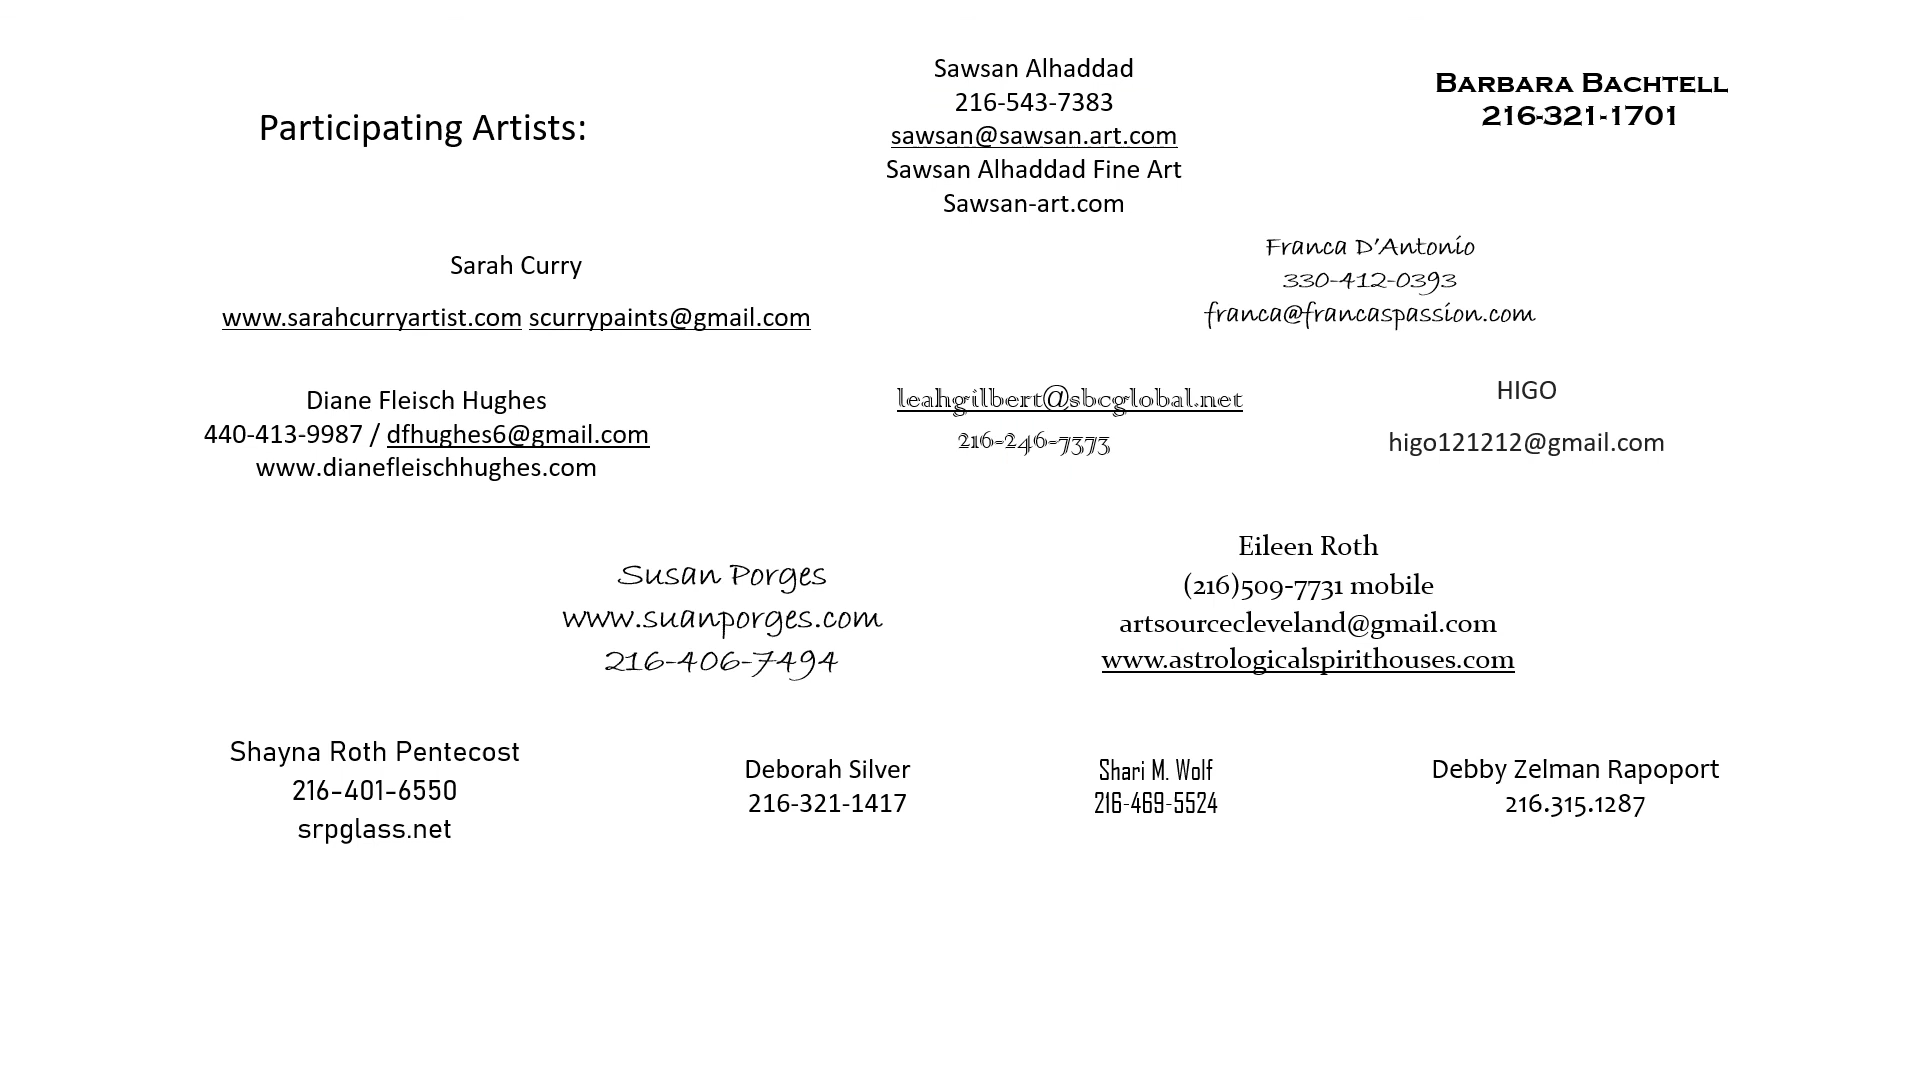 Participating Artists:
Sawsan Alhaddad
216-543-7383
sawsan@sawsan.art.com
Sawsan Alhaddad Fine Art
Sawsan-art.com
Barbara Bachtell
216-321-1701
Sarah Curry
www.sarahcurryartist.com scurrypaints@gmail.com
Franca D’Antonio
330-412-0393
franca@francaspassion.com
Diane Fleisch Hughes
440-413-9987 / dfhughes6@gmail.com
www.dianefleischhughes.com
leahgilbert@sbcglobal.net
216-246-7373
HIGO
higo121212@gmail.com
Susan Porges
www.suanporges.com
216-406-7494
Eileen Roth
(216)509-7731 mobile
artsourcecleveland@gmail.com
www.astrologicalspirithouses.com
Shayna Roth Pentecost
216-401-6550
srpglass.net
Deborah Silver
216-321-1417
Shari M. Wolf
216-469-5524
Debby Zelman Rapoport
216.315.1287